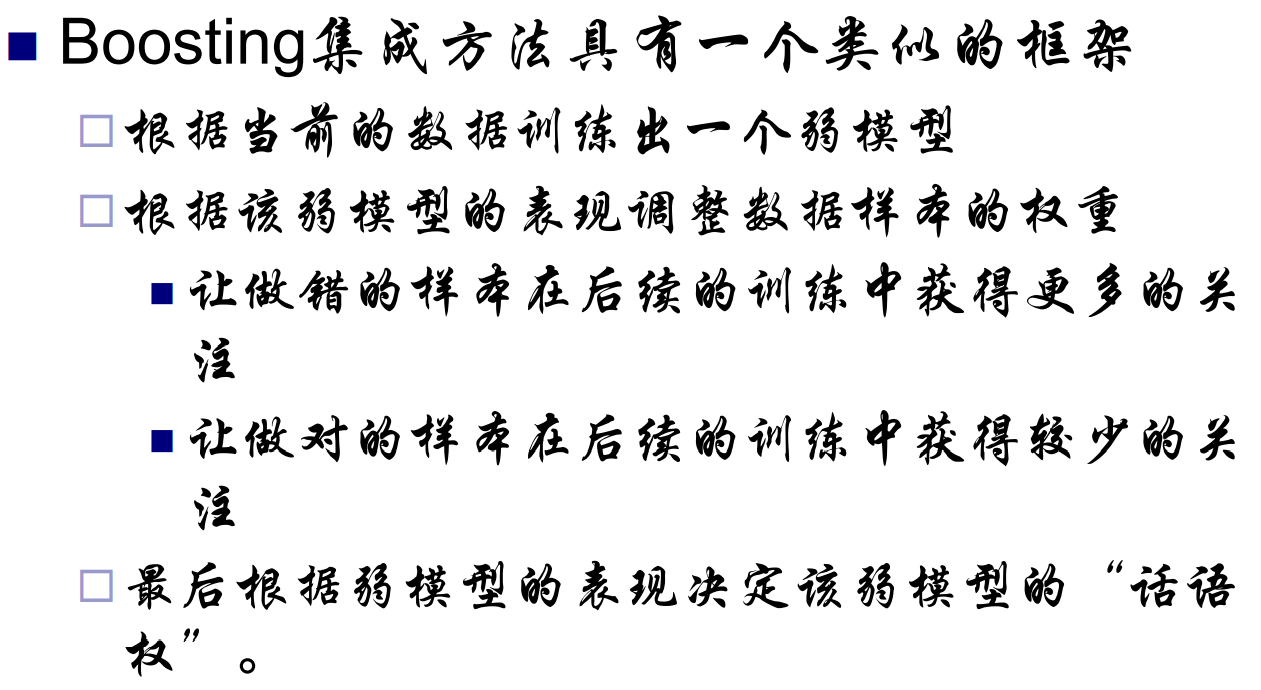 Boosting集成方法具有一个类似的框架
根据当前的数据训练出一个弱模型
根据该弱模型的表现调整数据样本的权重
让做错的样本在后续的训练中获得更多的关
注
让做对的样本在后续的训练中获得较少的关
注
最后根据弱模型的表现决定该弱模型的“话语
权”。